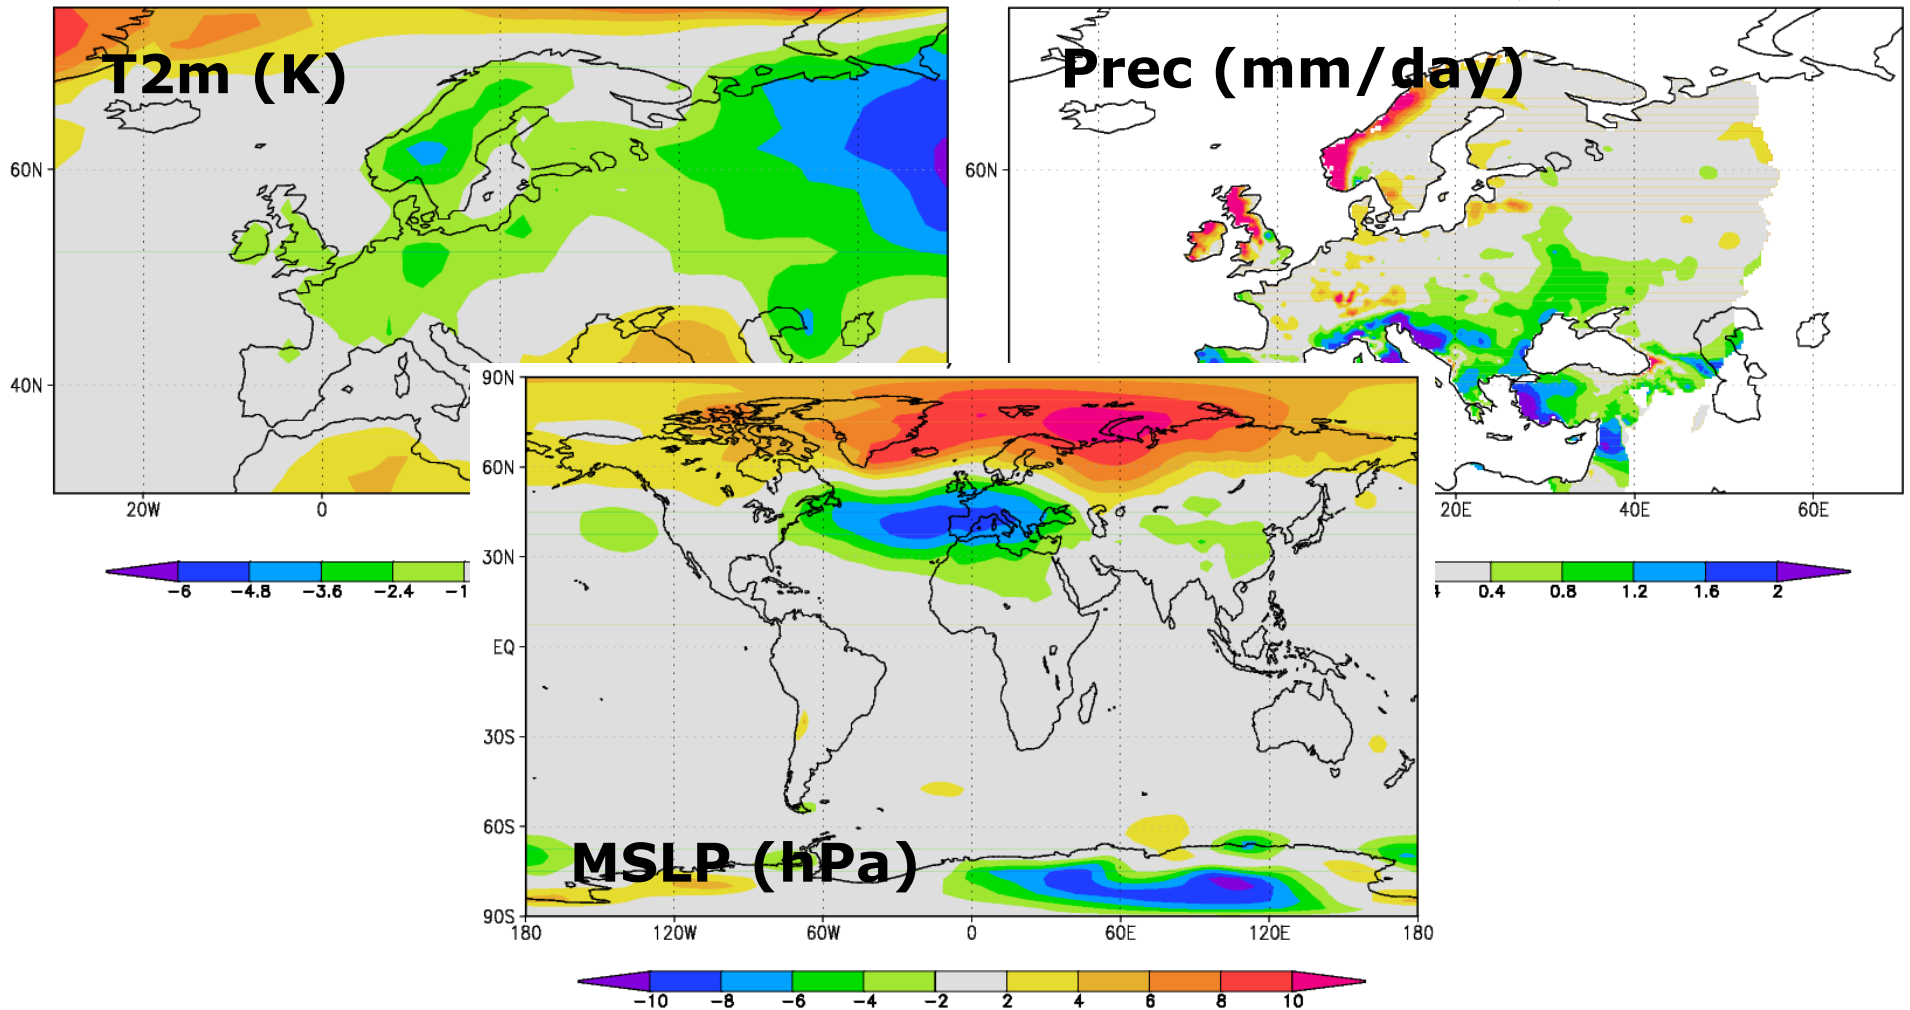 T2m (K)
60N
40N
20W 0
-6 -4.8 -3.6 -2.4 -1
Prec (mm/day)
60N
20E 40E 60E
0.4 0.8 1.2 1.6 2
90N
60N
30N
EQ
30S
60S
90S
MSLP (hPa)
180 120W 60W 0 60E 120E 180
-10 -8 -6 -4 -2 2 4 6 8 10